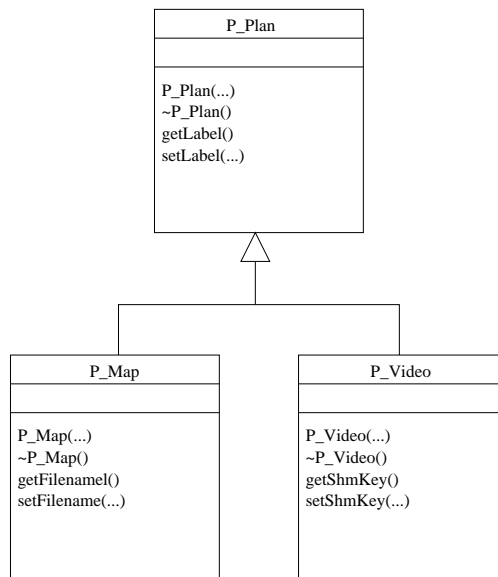 P_Plan
P_Plan(...)
~P_Plan()
getLabel()
setLabel(...)
P_Map
P_Map(...)
~P_Map()
getFilenamel()
setFilename(...)
P_Video
P_Video(...)
~P_Video()
getShmKey()
setShmKey(...)